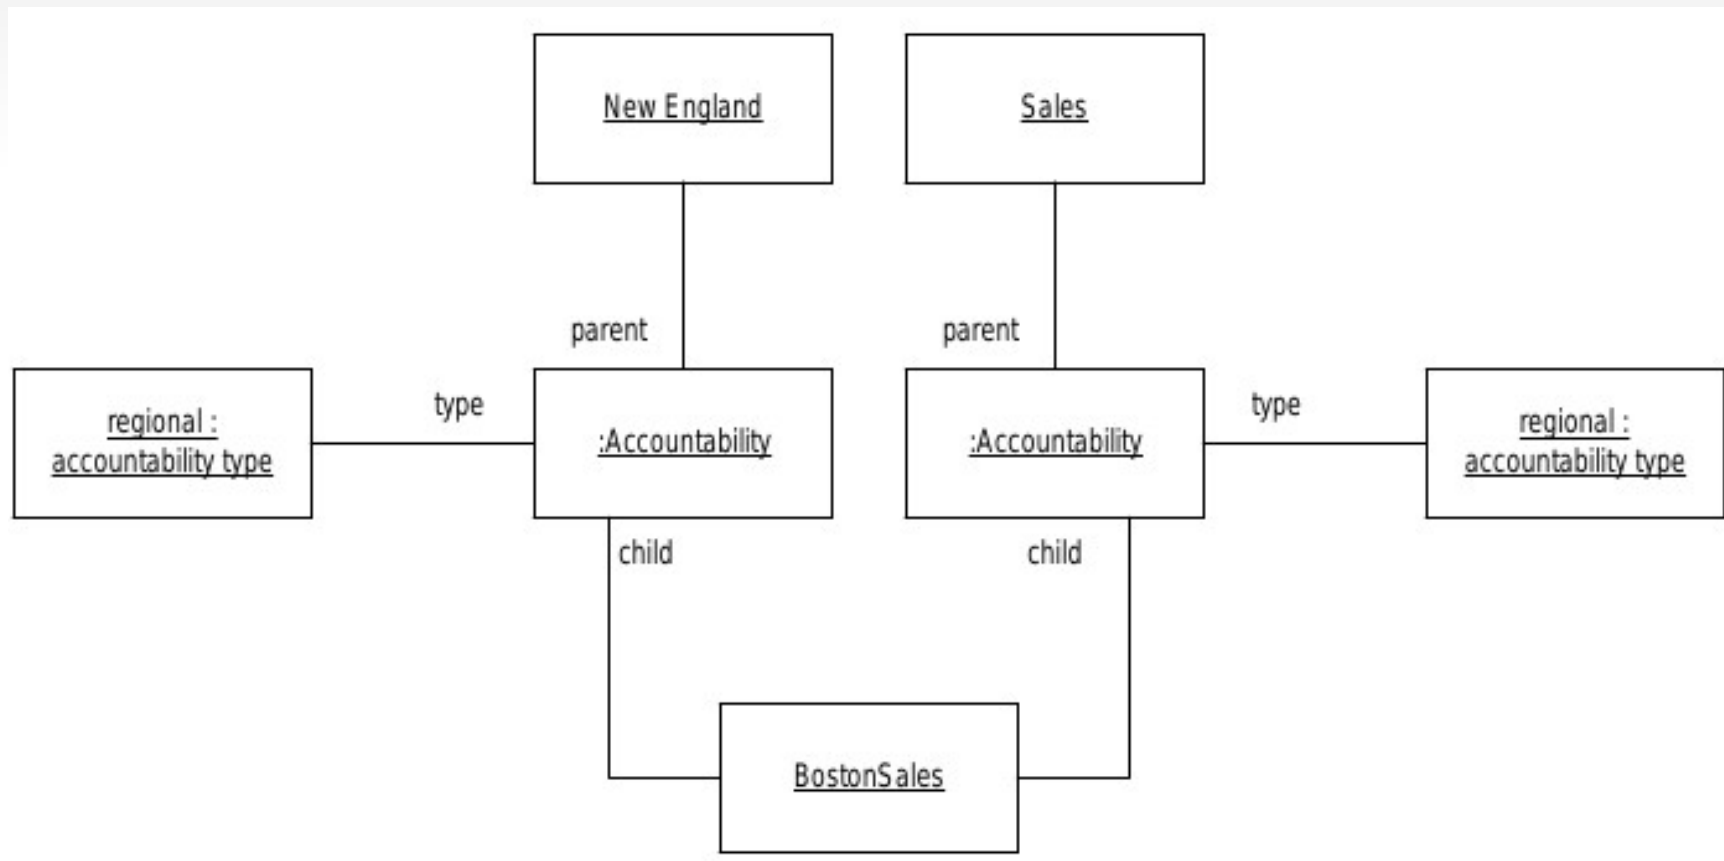 New England
Sales
parent
parent
regional :
accountability type
type
:Accountability
:Accountability
type
regional :
accountability type
child
child
BostonSales